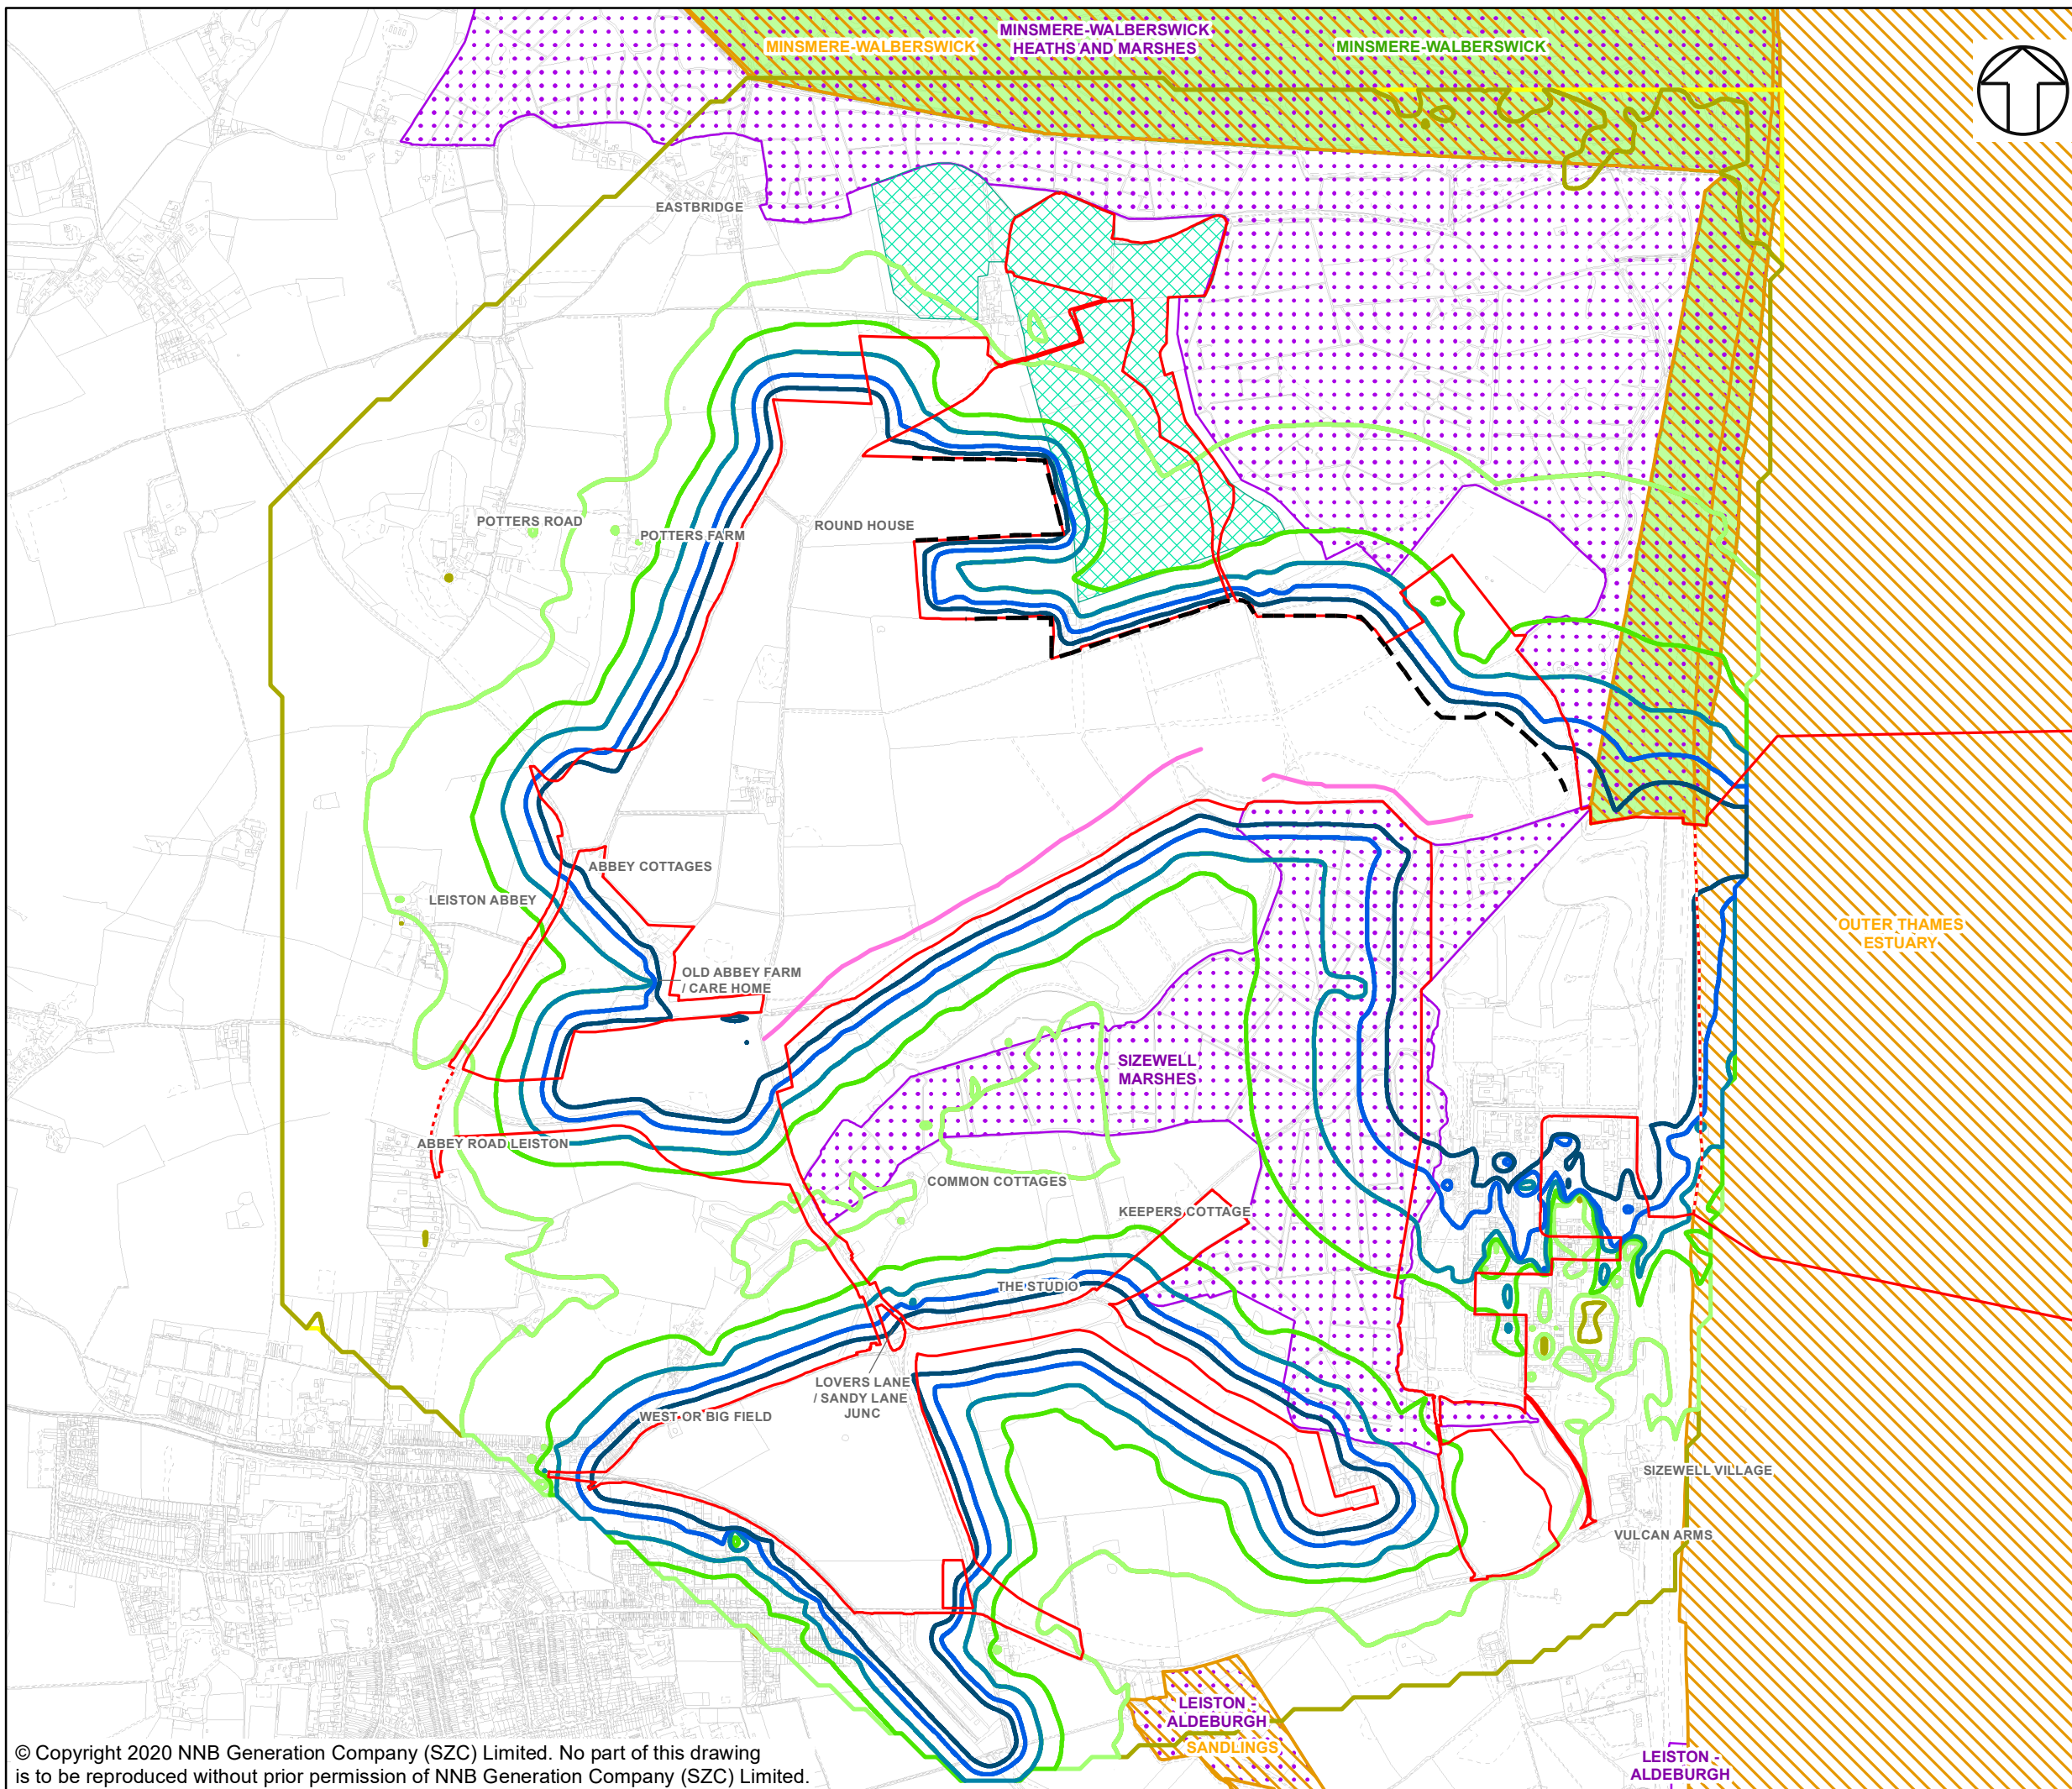 MINSMERE-WALBERSWICK
HEATHS AND MARSHES
MINSMERE-WALBERSWICK
MINSMERE-WALBERSWICK
EASTBRIDGE
POTTERS ROAD
POTTERS FARM
ROUND HOUSE
ABBEY COTTAGES
LEISTON ABBEY
OUTER THAMES
ESTUARY
OLD ABBEY FARM
/ CARE HOME
SIZEWELL
MARSHES
ABBEY ROAD LEISTON
COMMON COTTAGES
KEEPERS COTTAGE
THE STUDIO
LOVERS LANE
/ SANDY LANE
JUNC
WEST OR BIG FIELD
SIZEWELL VILLAGE
VULCAN ARMS
LEISTON -
ALDEBURGH
SANDLINGS
LEISTON -
ALDEBURGH
© Copyright 2020 NNB Generation Company (SZC) Limited. No part of this drawing
is to be reproduced without prior permission of NNB Generation Company (SZC) Limited.